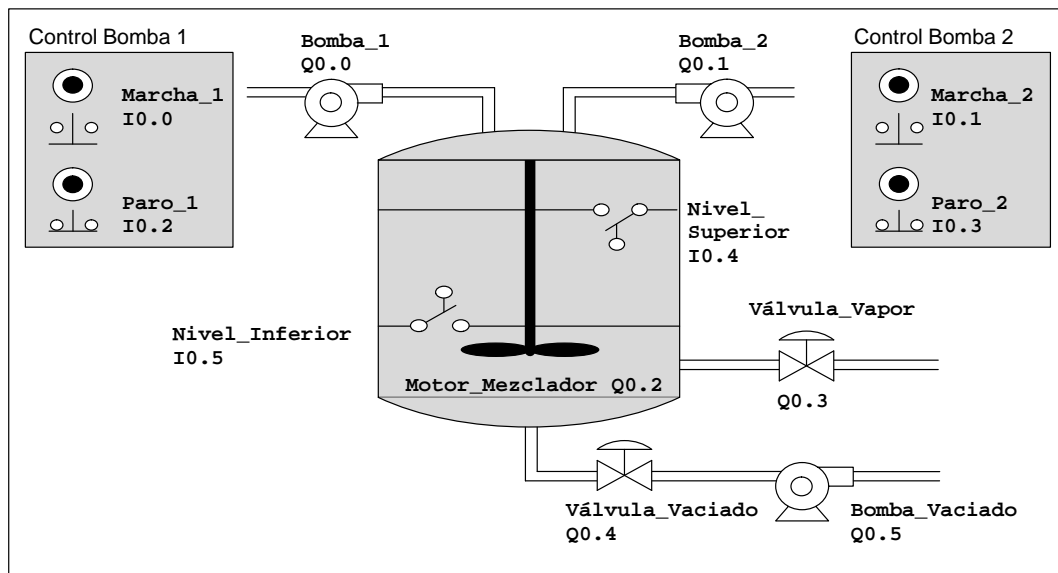 Control Bomba 1
Marcha_1
I0.0
Paro_1
I0.2
Bomba_1
Q0.0
Bomba_2
Q0.1
Control Bomba 2
Marcha_2
I0.1
Paro_2
I0.3
Nivel_
Superior
I0.4
Nivel_Inferior
I0.5
Motor_Mezclador Q0.2
Válvula_Vapor
Q0.3
Válvula_Vaciado
Q0.4
Bomba_Vaciado
Q0.5